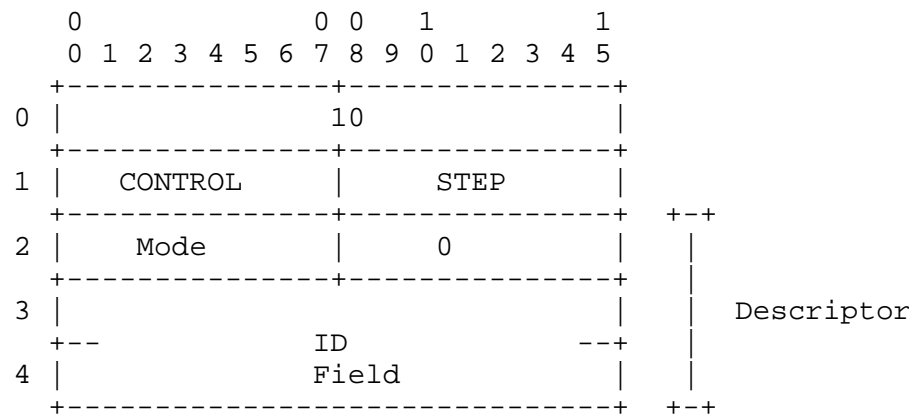 0 0 0 1 1
0 1 2 3 4 5 6 7 8 9 0 1 2 3 4 5
+---------------+---------------+
0 | 10 |
+---------------+---------------+
1 | CONTROL | STEP |
+---------------+---------------+ +-+
2 | Mode | 0 | |
+---------------+---------------+ |
3 | | | Descriptor
+-- ID --+ |
4 | Field | |
+-------------------------------+ +-+